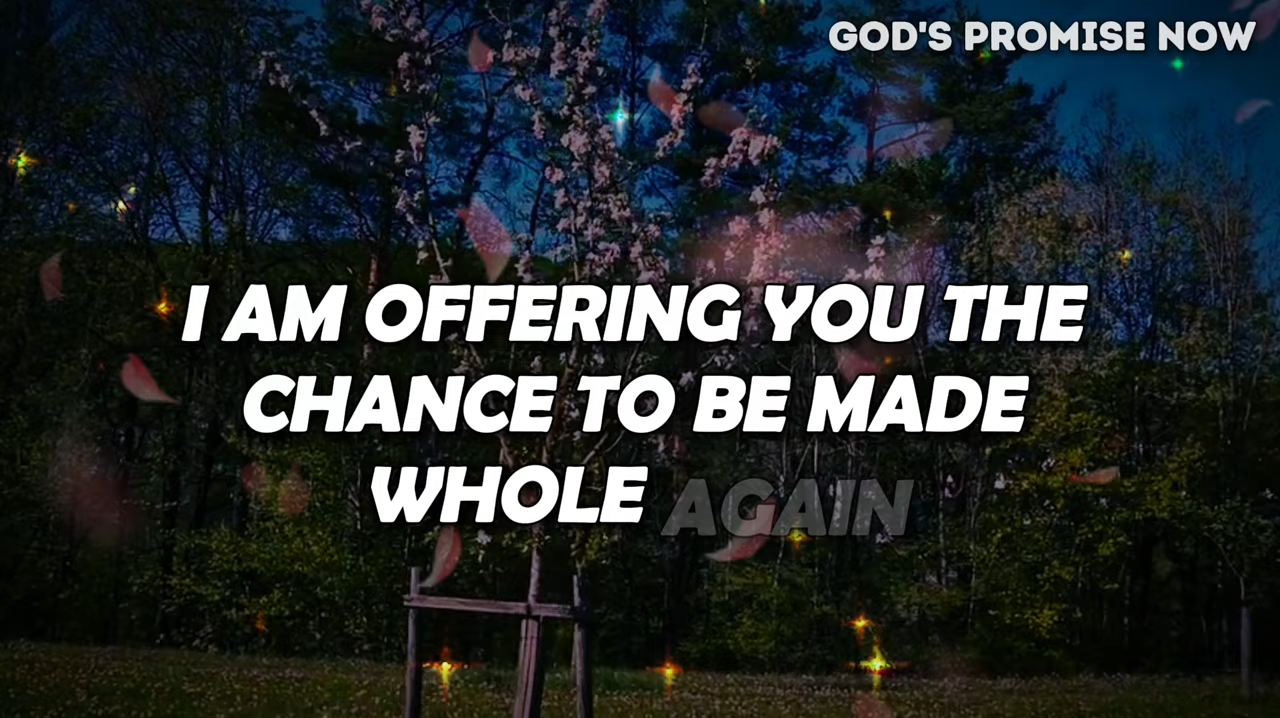 GOD'S PROMISE NOW
I AM OFFERING YOU THE
CHANCE TO BE MADE
WHOLE AGAIN